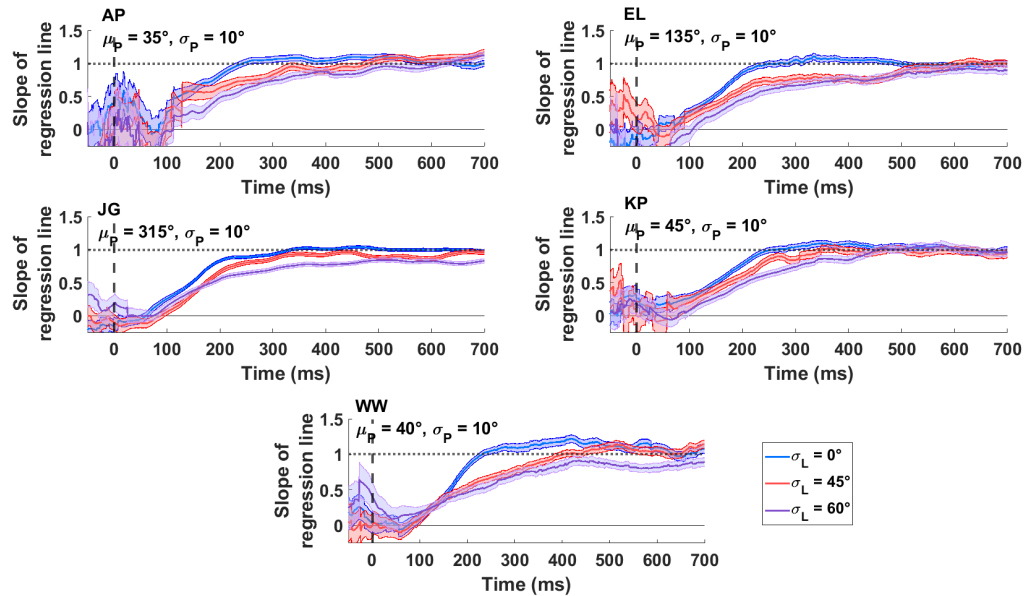 AP
μP = 35°, σP = 10°
Slope of
regression line
1.5
1
0.5
0
0 100 200 300 400 500 600 700
Time (ms)
EL
μP = 135°, σP = 10°
Slope of
regression line
1.5
1
0.5
0
0 100 200 300 400 500 600 700
Time (ms)
JG
μP = 315°, σP = 10°
Slope of
regression line
1.5
1
0.5
0
0 100 200 300 400 500 600 700
Time (ms)
KP
μP = 45°, σP = 10°
Slope of
regression line
1.5
1
0.5
0
0 100 200 300 400 500 600 700
Time (ms)
WW
μP = 40°, σP = 10°
Slope of
regression line
1.5
1
0.5
0
0 100 200 300 400 500 600 700
Time (ms)
σL = 0°
σL = 45°
σL = 60°